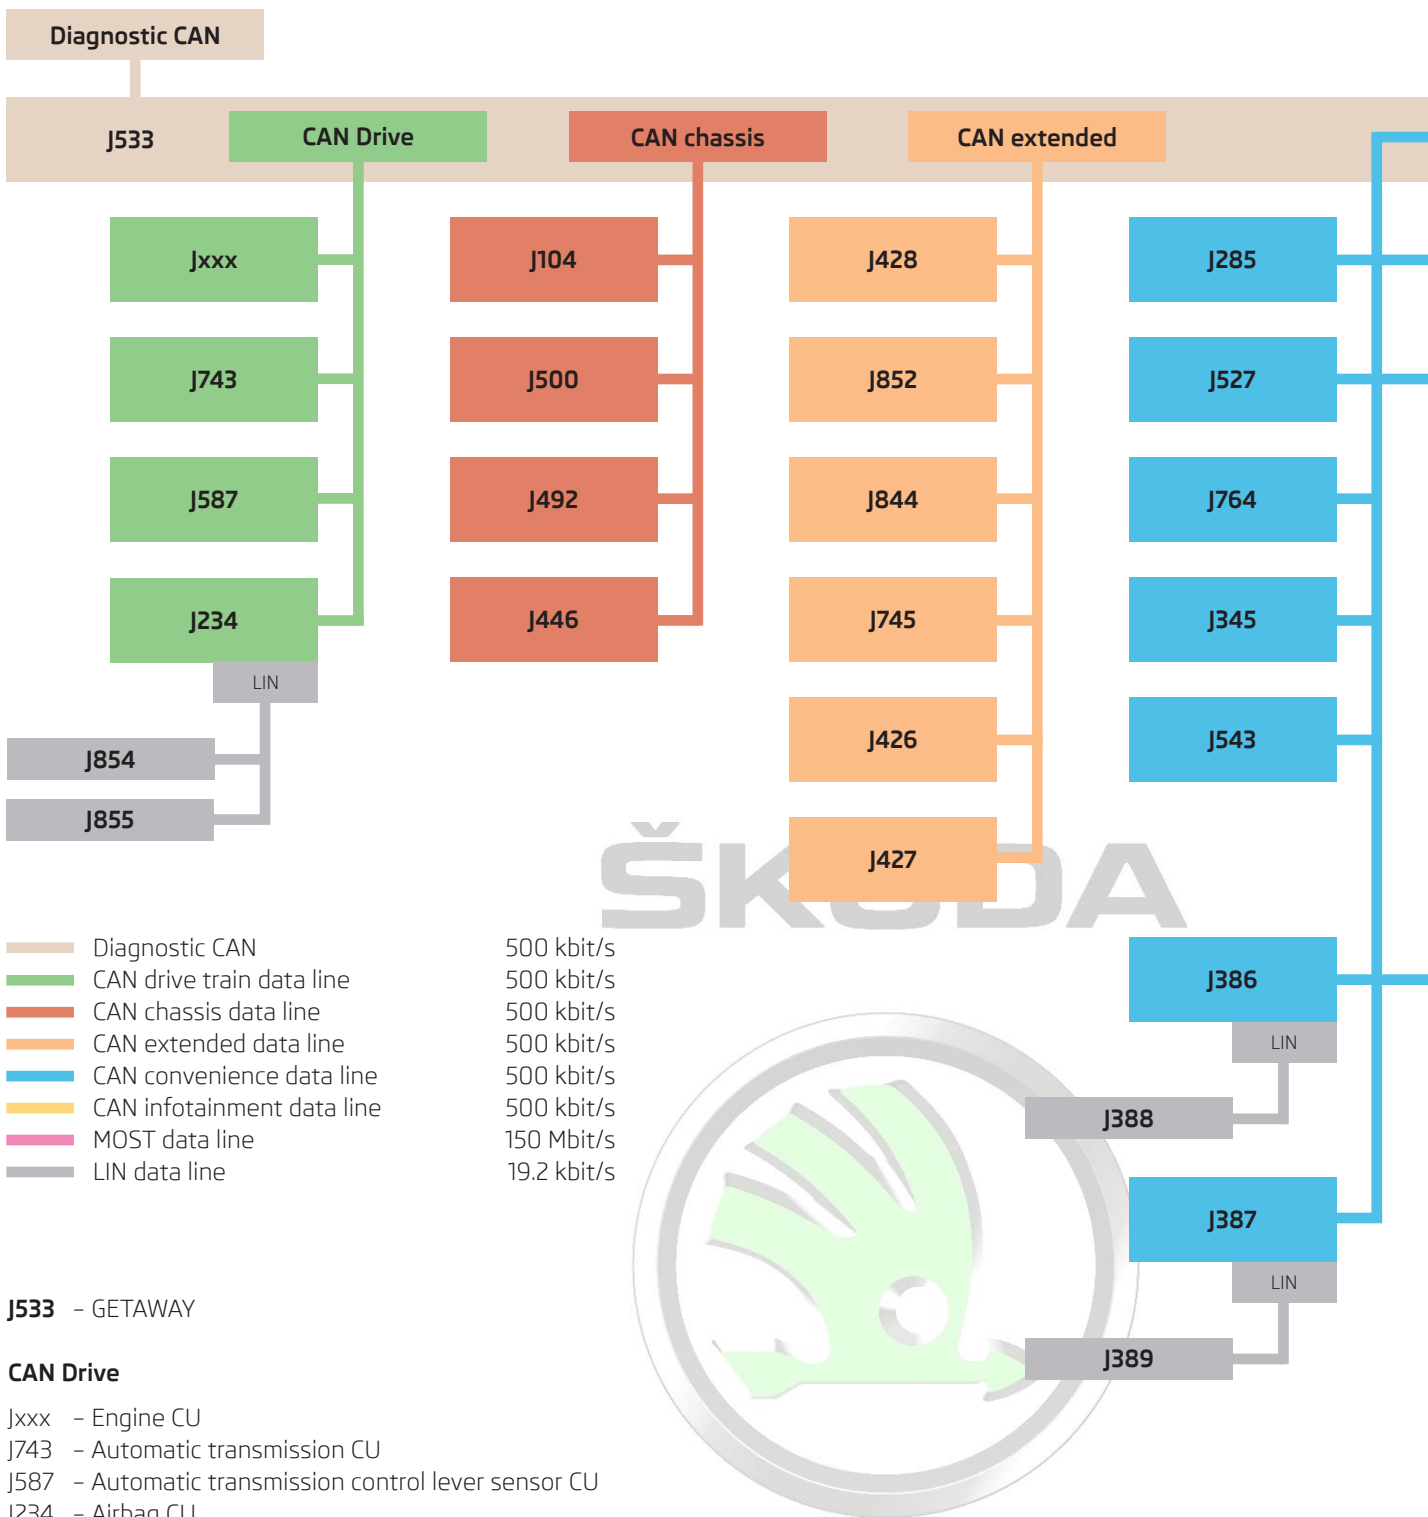 Diagnostic CAN
J533
CAN Drive
CAN chassis
CAN extended
Jxxx
J104
J428
J285
J743
J500
J852
J527
J587
J492
J844
J764
J234
J446
J745
J345
LIN
J854
J426
J543
J855
J427
ŠKODA
Diagnostic CAN 500 kbit/s
CAN drive train data line 500 kbit/s
CAN chassis data line 500 kbit/s
CAN extended data line 500 kbit/s
CAN convenience data line 500 kbit/s
CAN infotainment data line 500 kbit/s
MOST data line 150 Mbit/s
LIN data line 19.2 kbit/s
J386
LIN
J388
J387
LIN
J389
J533 – GETAWAY
CAN Drive
Jxxx – Engine CU
J743 – Automatic transmission CU
J587 – Automatic transmission control lever sensor CU
J234 – Airbag CU